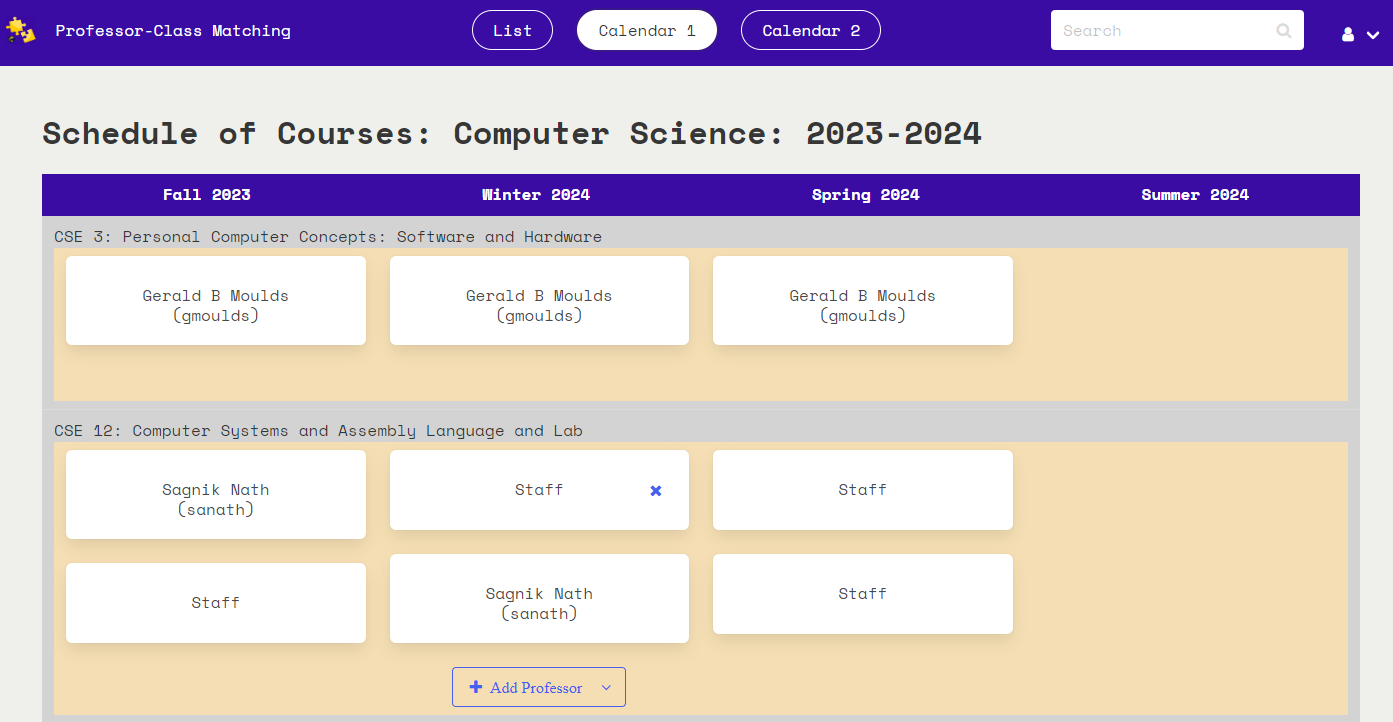 Professor-Class Matching
List
Calendar 1
Calendar 2
Search
Schedule of Courses: Computer Science: 2023-2024
Fall 2023
Winter 2024
Spring 2024
Summer 2024
CSE 3: Personal Computer Concepts: Software and Hardware
Gerald B Moulds
(gmoulds)
Gerald B Moulds
(gmoulds)
Gerald B Moulds
(gmoulds)
CSE 12: Computer Systems and Assembly Language and Lab
Sagnik Nath
(sanath)
Staff
Staff
Staff
Sagnik Nath
(sanath)
Staff
Add Professor